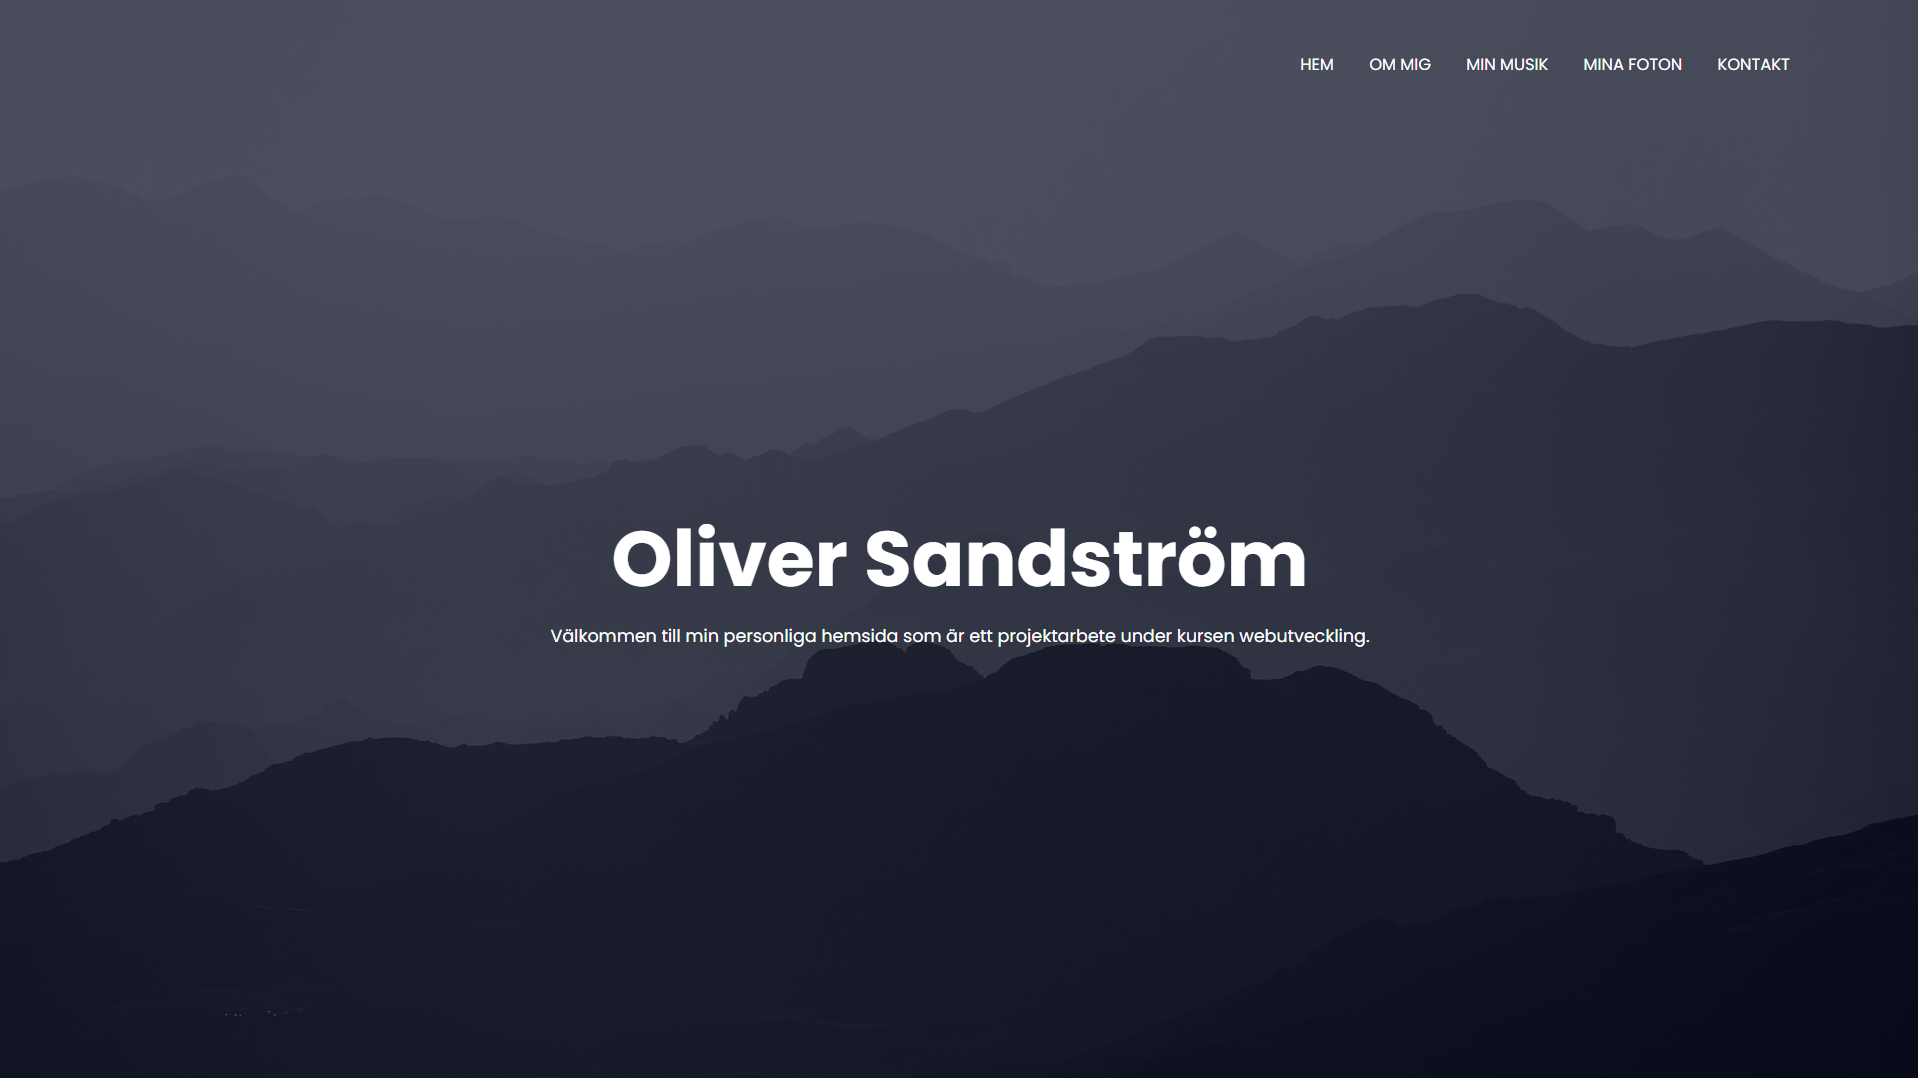 HEM OM MIG MIN MUSIK MINA FOTON KONTAKT
Oliver Sandström
Välkommen till min personliga hemsida som är ett projektarbete under kursen webutveckling.